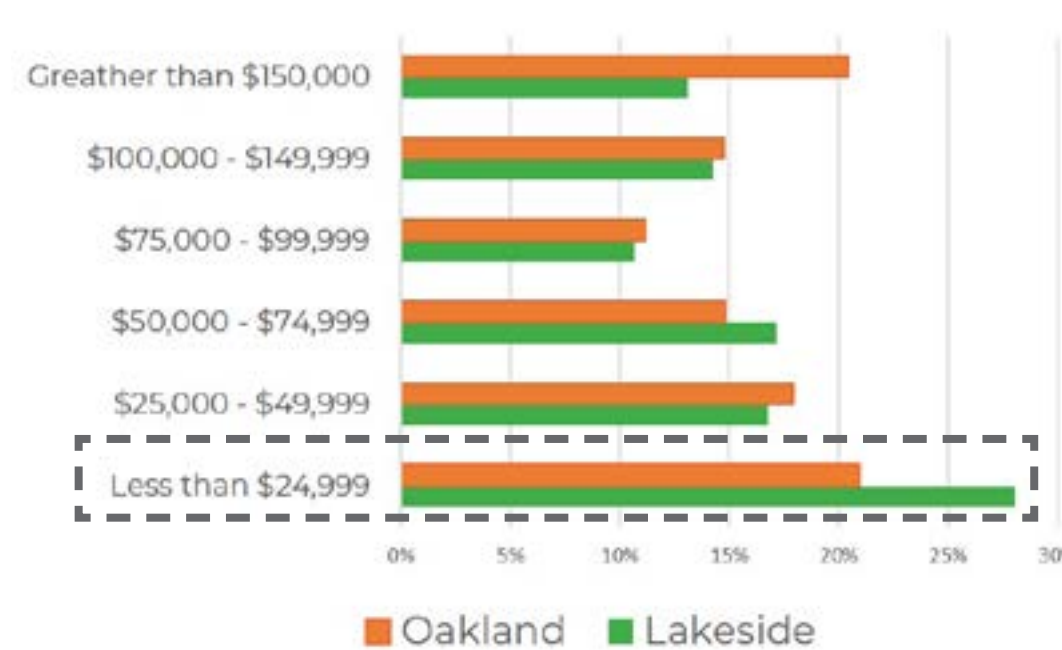 Greather than $150,000
$100,000 - $149,999
$75,000 - $99,999
$50,000 - $74,999
$25,000 - $49,999
Less than $24,999
0% 5% 10% 15% 20% 25% 30
Oakland Lakeside